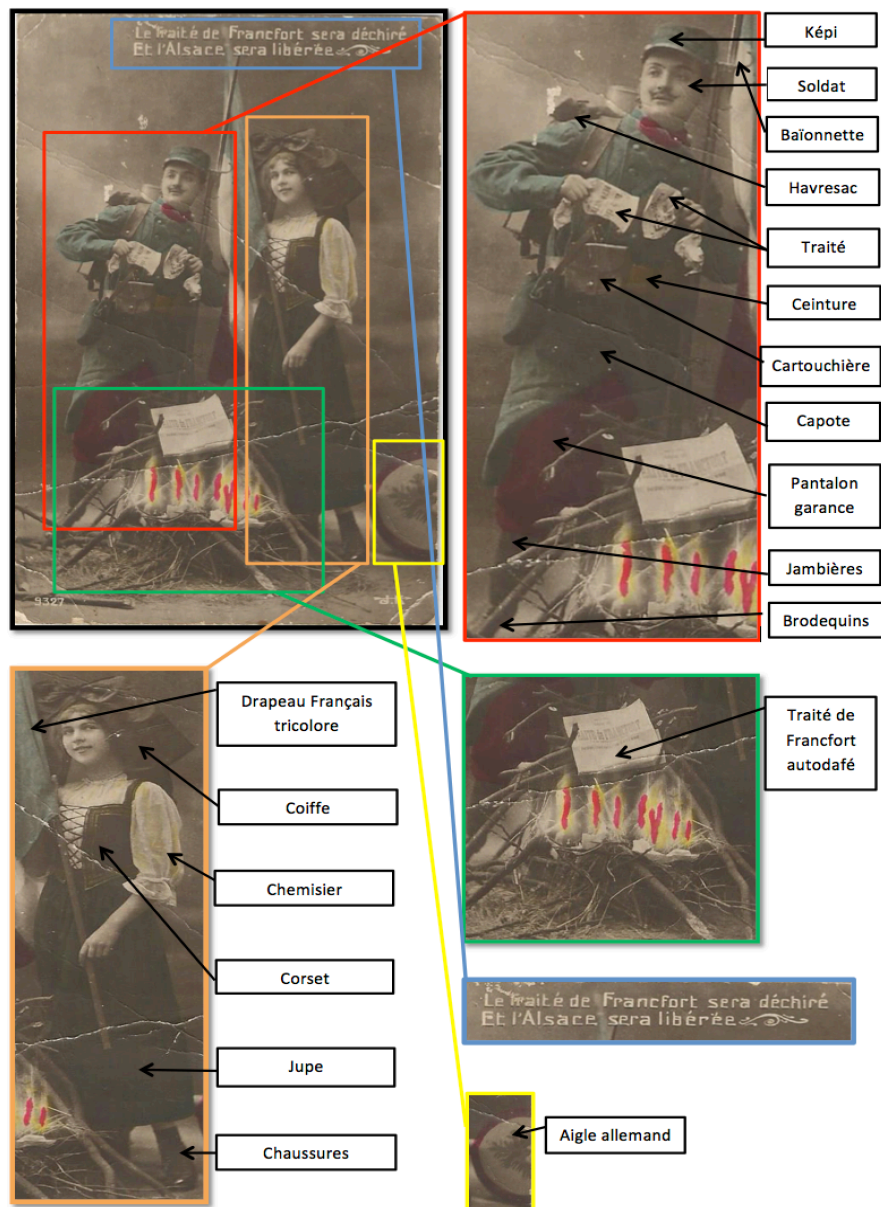 Le traité de Francfort sera déchiré
Et l'Alsace sera libérée
9327
Képi
Soldat
Baïonnette
Havresac
Traité
Ceinture
Cartouchière
Capote
Pantalon
garance
Jambières
Brodequins
Drapeau Français
tricolore
Coiffe
Chemisier
Corset
Jupe
Chaussures
Traité de
Francfort
autodafé
Le traité de Francfort sera déchiré
Et l'Alsace sera libérée
Aigle allemand